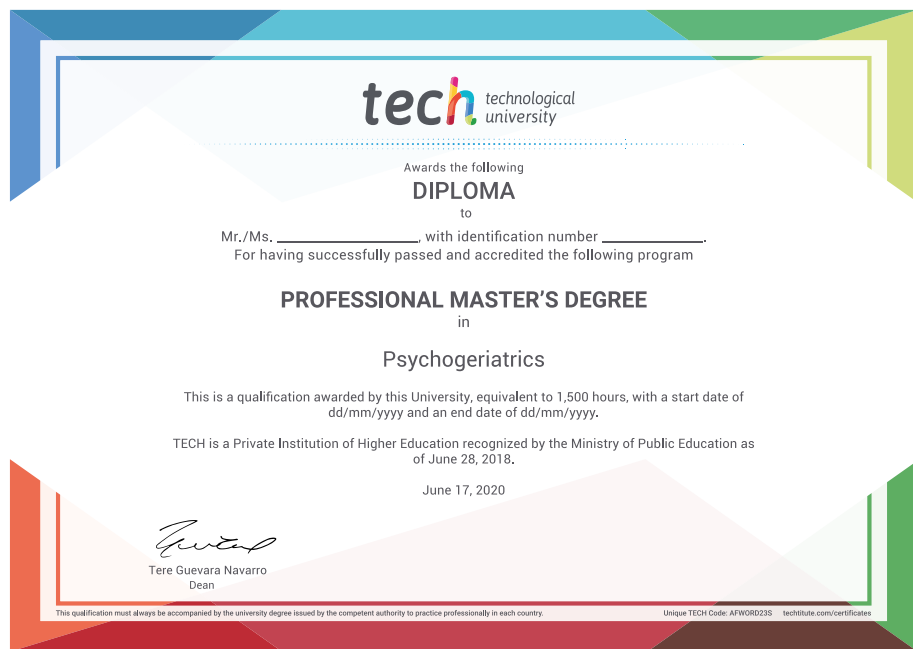 tech technological
university
Awards the following
DIPLOMA
to
Mr./Ms. ____________________, with identification number ______________.
For having successfully passed and accredited the following program
PROFESSIONAL MASTER'S DEGREE
in
Psychogeriatrics
This is a qualification awarded by this University, equivalent to 1,500 hours, with a start date of
dd/mm/yyyy and an end date of dd/mm/yyyy.
TECH is a Private Institution of Higher Education recognized by the Ministry of Public Education as
of June 28, 2018.
June 17, 2020
Tere Guevara Navarro
Dean
This qualification must always be accompanied by the university degree issued by the competent authority to practice professionally in each country. Unique TECH Code: AFWORD23S techtitute.com/certificates